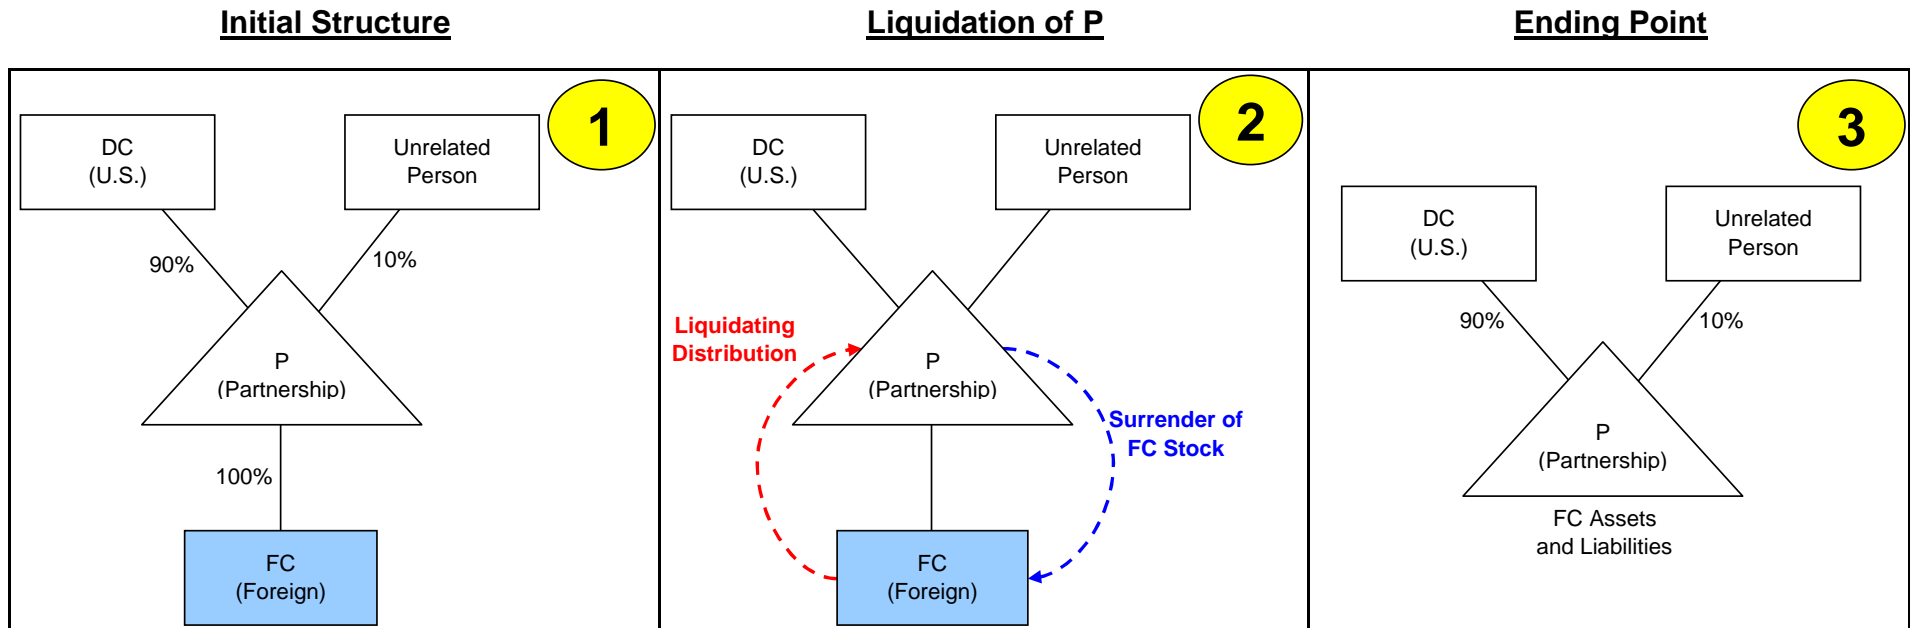 Initial Structure
Liquidation of P
Ending Point
1
DC
(U.S.)
Unrelated
Person
90%
10%
P
(Partnership)
100%
FC
(Foreign)
2
DC
(U.S.)
Unrelated
Person
Liquidating
Distribution
P
(Partnership)
Surrender of
FC Stock
FC
(Foreign)
3
DC
(U.S.)
Unrelated
Person
90%
10%
P
(Partnership)
FC Assets
and Liabilities